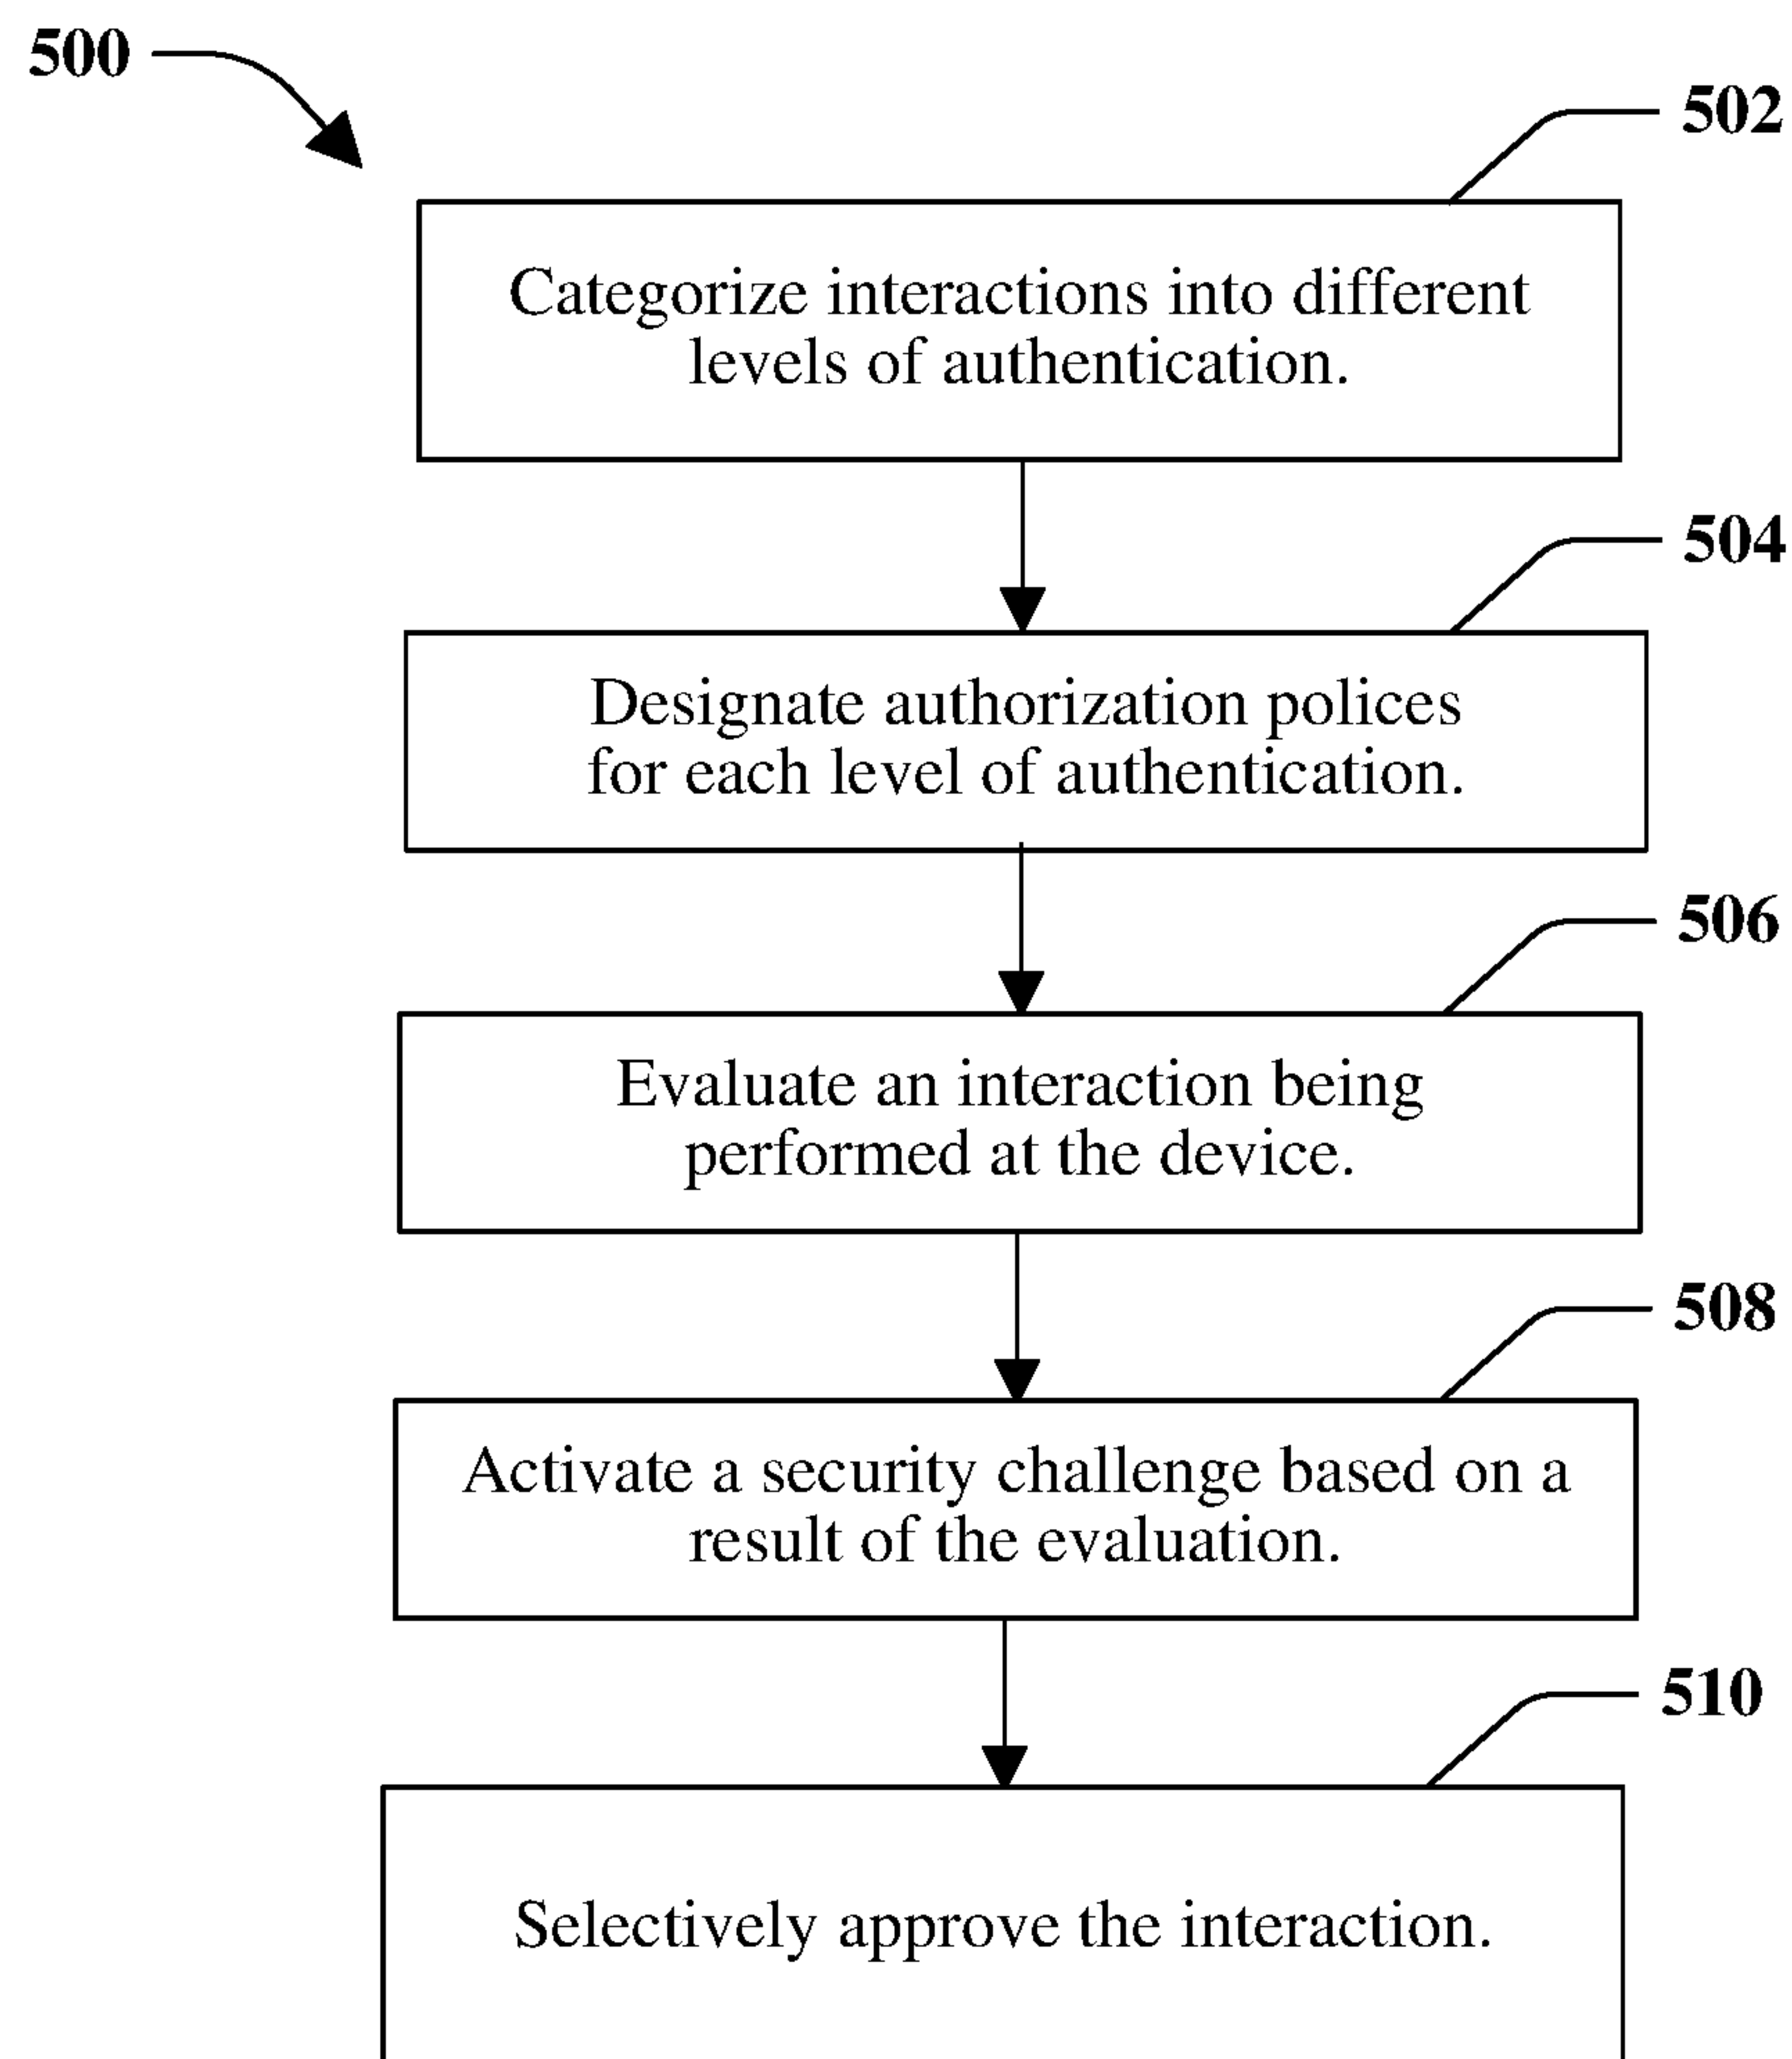 500
502
Categorize interactions into different
levels of authentication.
504
Designate authorization polices
for each level of authentication.
506
Evaluate an interaction being
performed at the device.
508
Activate a security challenge based on a
result of the evaluation.
510
Selectively approve the interaction.